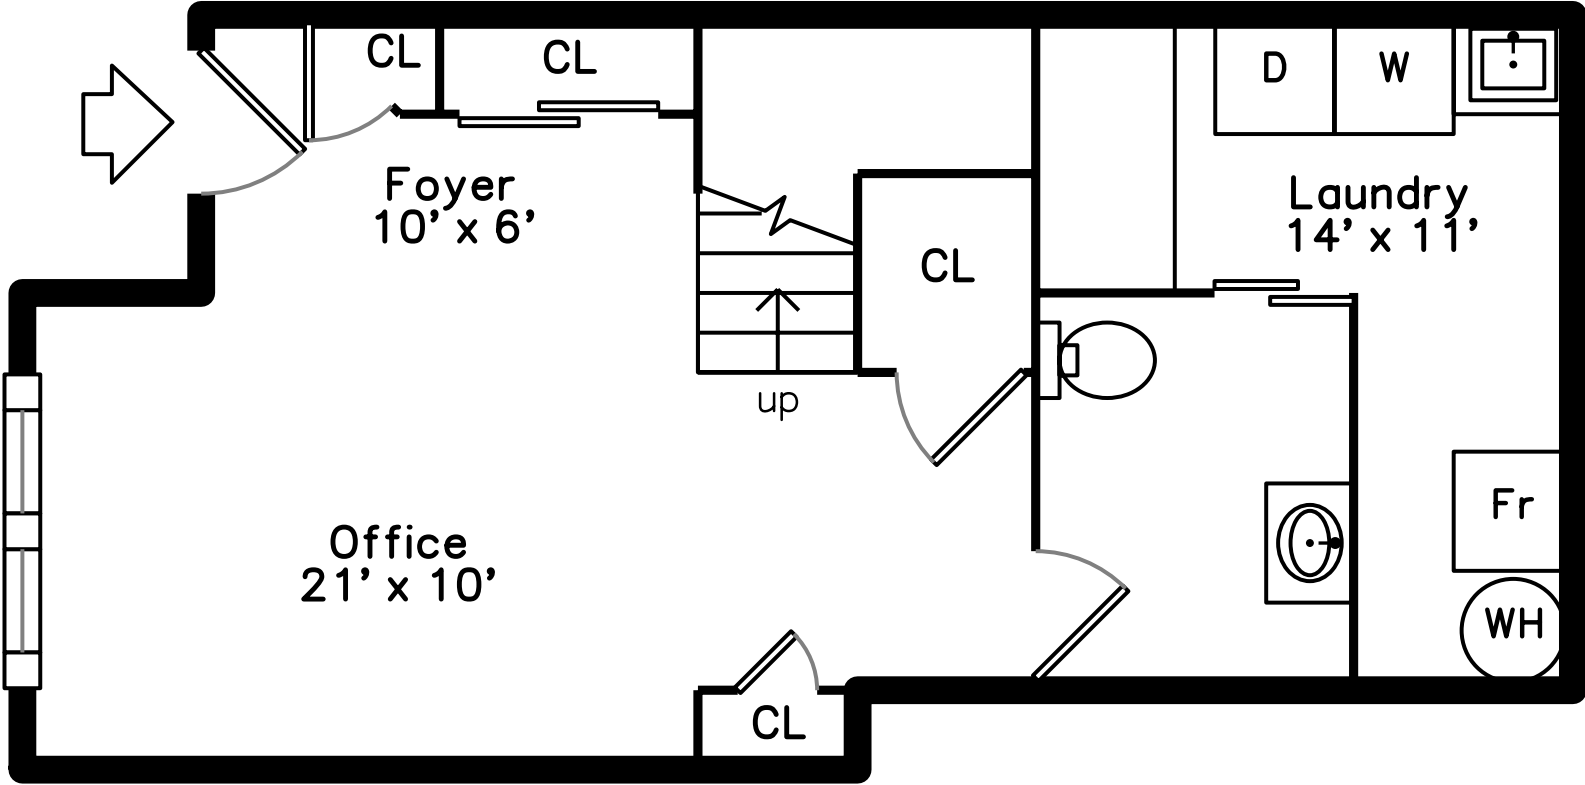 CL
CL
D
W
Foyer
10' x 6'
Laundry
14' x 11'
CL
up
Fr
Office
21' x 10'
WH
CL